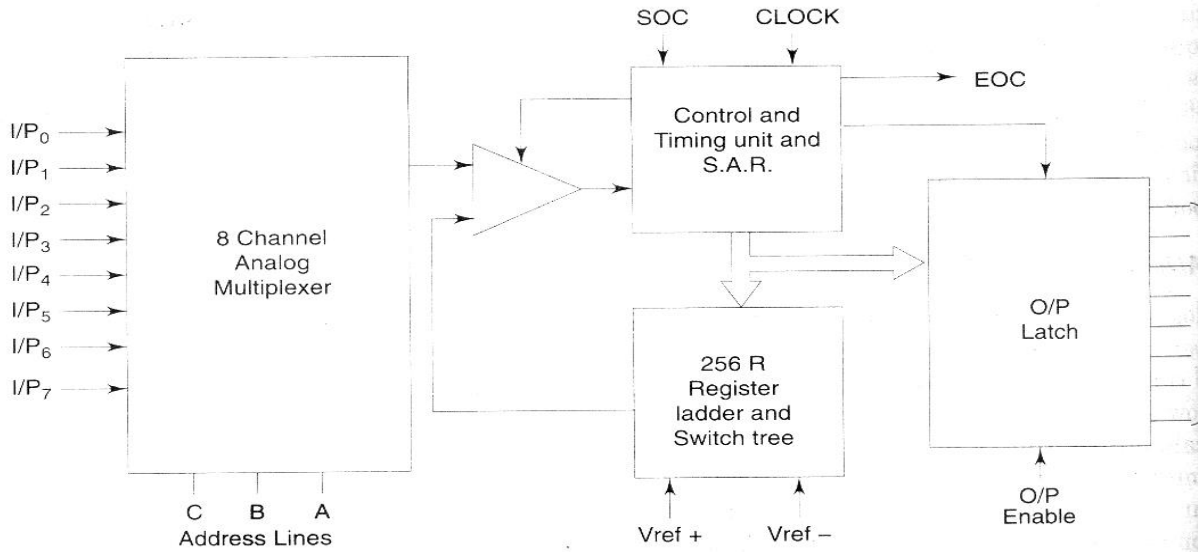 SOC
CLOCK
EOC
I/P0
I/P1
I/P2
I/P3
I/P4
I/P5
I/P6
I/P7
8 Channel
Analog
Multiplexer
Control and
Timing unit and
S.A.R.
256 R
Register
ladder and
Switch tree
O/P
Latch
C B A
Address Lines
Vref +
Vref –
O/P
Enable